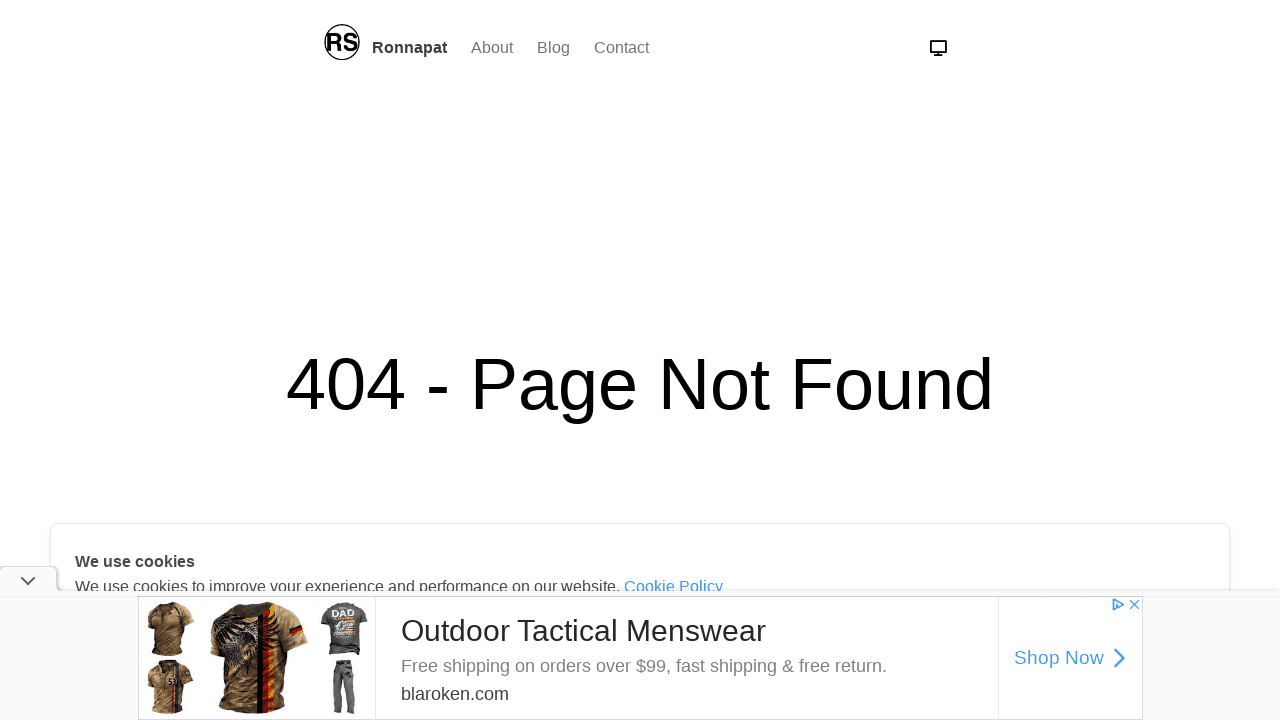 RS Ronnapat About Blog Contact
404 - Page Not Found
We use cookies
We use cookies to improve your experience and performance on our website. Cookie Policy
Outdoor Tactical Menswear
Free shipping on orders over $99, fast shipping & free return.
blaroken.com
Shop Now